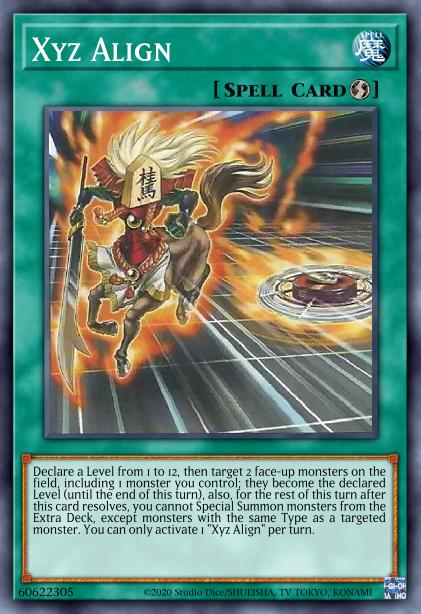 Xyz Align
SPELL
魔
[Spell Card]
桂
馬
Declare a Level from 1 to 12, then target 2 face-up monsters on the
field, including 1 monster you control; they become the declared
Level (until the end of this turn), also, for the rest of this turn after
this card resolves, you cannot Special Summon monsters from the
Extra Deck, except monsters with the same Type as a targeted
monster. You can only activate 1 "Xyz Align" per turn.
60622305
©2020 Studio Dice/SHUEISHA, TV TOKYO, KONAMI